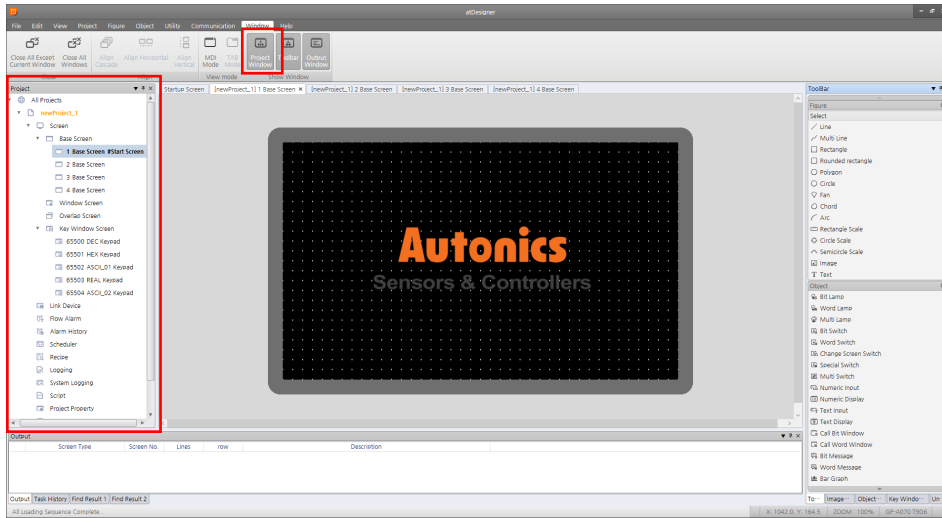 atDesigner
File Edit View Project Figure Object Utility Communication Window Help
Close All Except Current Window
Close All Windows
Align Cascade
Align Horizontal
Align Vertical
MDI Mode
TAB Mode
Project Window
Toolbar
Output Window
Close
Align
View mode
Show Window
Project
All Projects
newProject_1
Screen
Base Screen
1 Base Screen #Start Screen
2 Base Screen
3 Base Screen
4 Base Screen
Window Screen
Overlap Screen
Key Window Screen
65500 DEC Keypad
65501 HEX Keypad
65502 ASCII_01 Keypad
65503 REAL Keypad
65504 ASCII_02 Keypad
Link Device
Flow Alarm
Alarm History
Scheduler
Recipe
Logging
System Logging
Script
Project Property
Startup Screen
[newProject_1] 1 Base Screen
[newProject_1] 2 Base Screen
[newProject_1] 3 Base Screen
[newProject_1] 4 Base Screen
Autonics
Sensors & Controllers
ToolBar
Figure
Select
Line
Multi Line
Rectangle
Rounded rectangle
Polygon
Circle
Fan
Chord
Arc
Rectangle Scale
Circle Scale
Semicircle Scale
Image
Text
Object
Bit Lamp
Word Lamp
Multi Lamp
Bit Switch
Word Switch
Change Screen Switch
Special Switch
Multi Switch
Numeric Input
Numeric Display
Text Input
Text Display
Call Bit Window
Call Word Window
Bit Message
Word Message
Bar Graph
To··· Image··· Object··· Key Windo··· Un
Output
Screen Type Screen No. Lines row Description
Output Task History Find Result 1 Find Result 2
All Loading Sequence Complete..
X: 1042.0, Y: 164.5 ZOOM : 100% GP-A070 T9D6